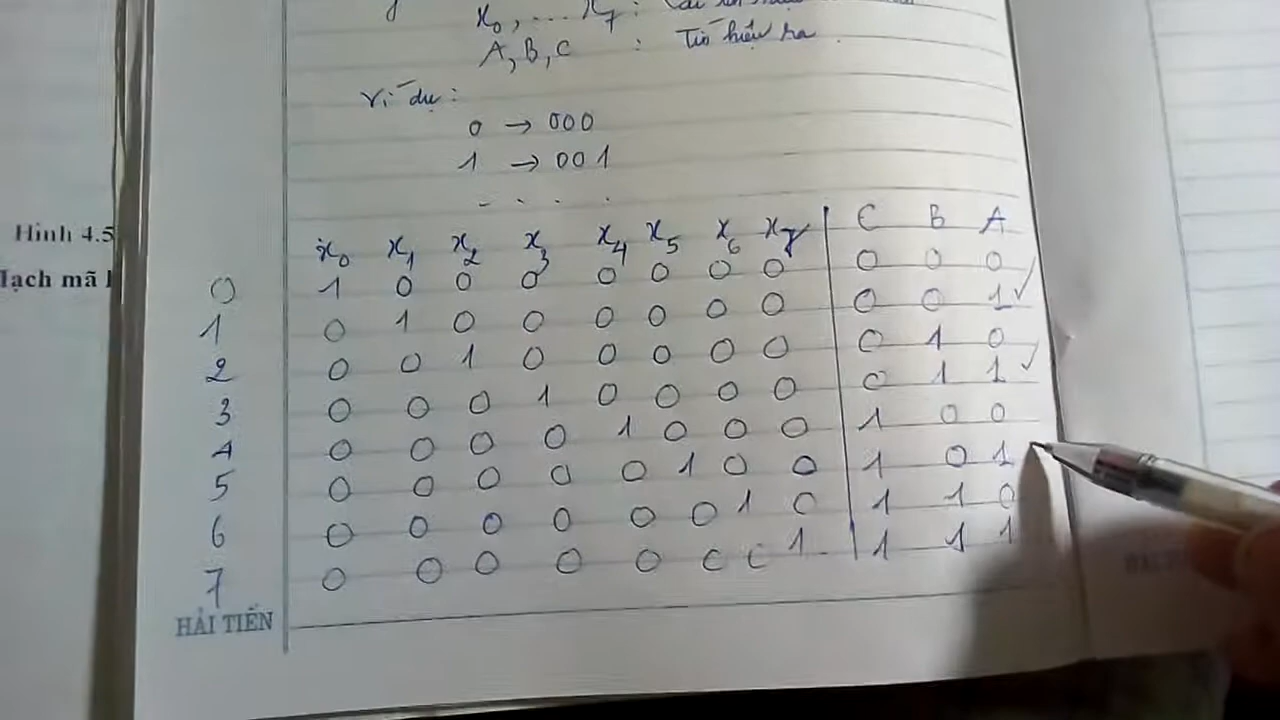 x₀, ... x₇ :
A, B, C : Tín hiệu ra
Ví dụ :
0 → 000
1 → 001
- . . .
Hình 4.5
x₀ x₁ x₂ x₃ x₄ x₅ x₆ x₇ C B A
Mạch mã
0 1 0 0 0 0 0 0 0 0 0 0
1 0 1 0 0 0 0 0 0 0 0 1 ✓
2 0 0 1 0 0 0 0 0 0 1 0
3 0 0 0 1 0 0 0 0 0 1 1 ✓
4 0 0 0 0 1 0 0 0 1 0 0
5 0 0 0 0 0 1 0 0 1 0 1
6 0 0 0 0 0 0 1 0 1 1 0
7 0 0 0 0 0 0 0 1 1 1 1
HẢI TIẾN